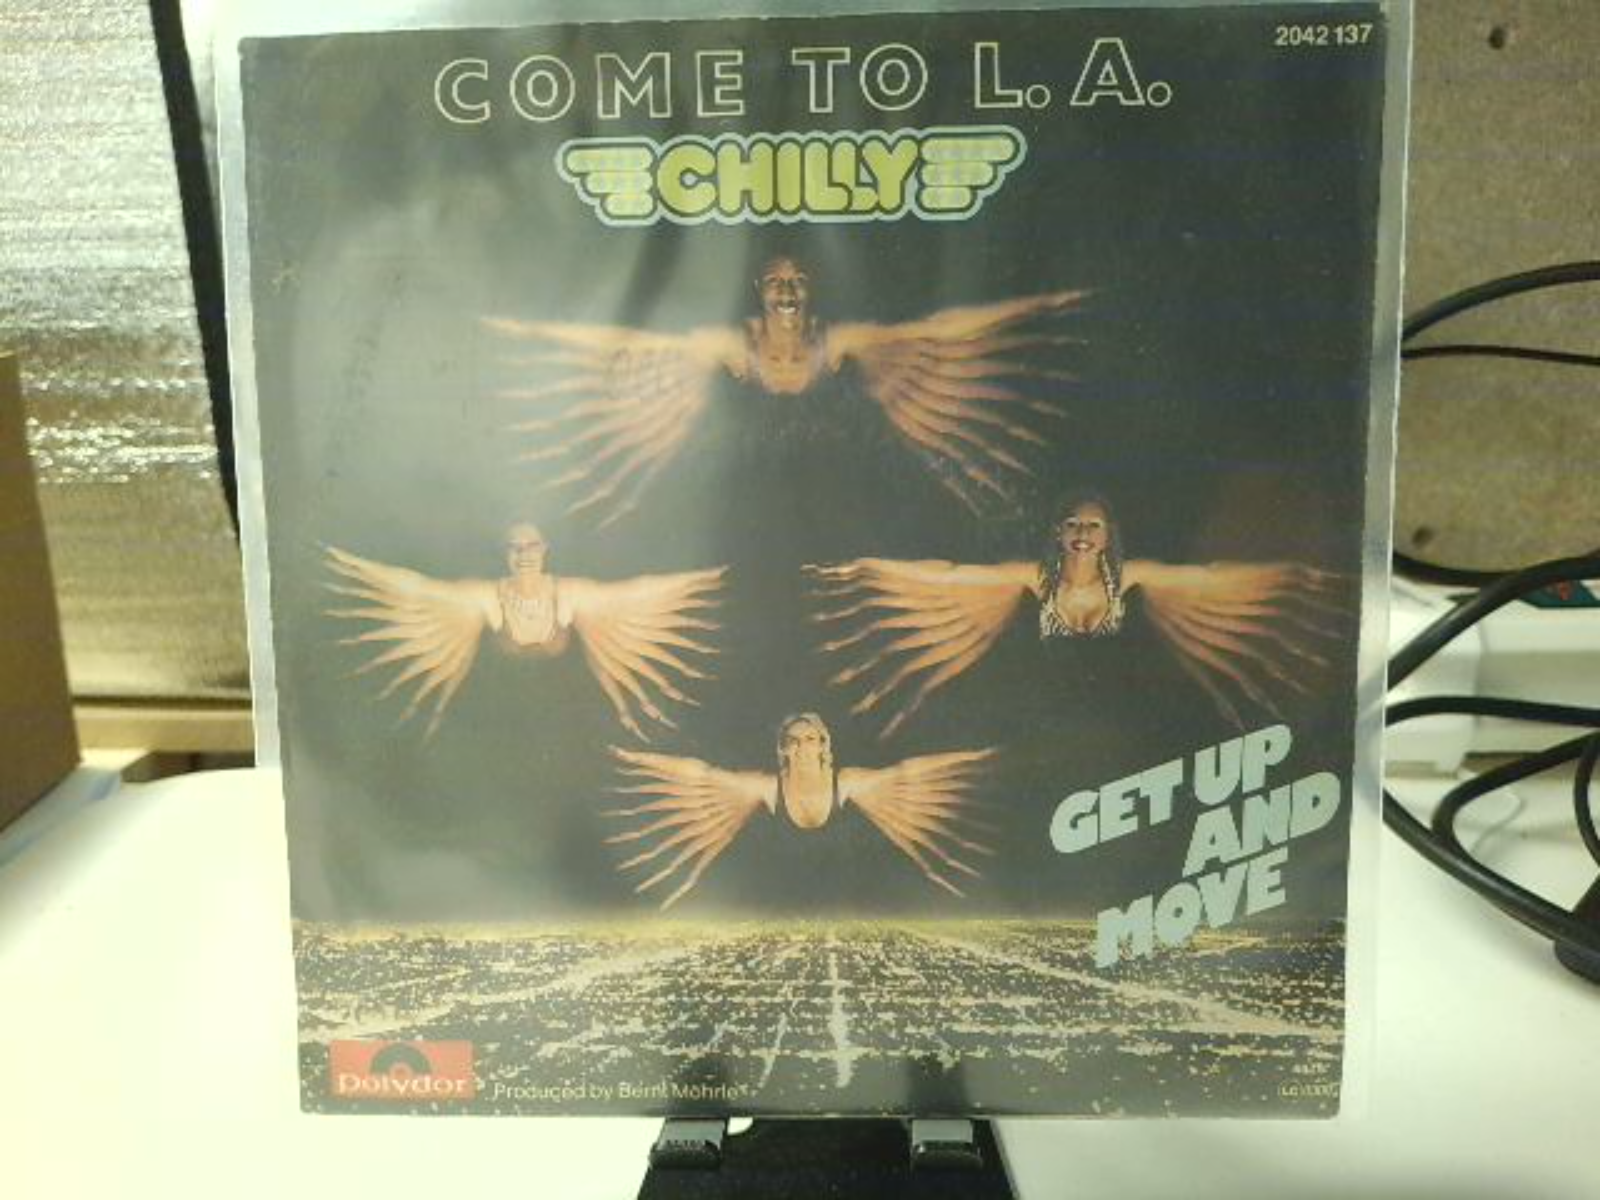 COME TO L.A.
2042 137
CHILLY
GET UP
AND
MOVE
polydor
Produced by Bernt Möhrle